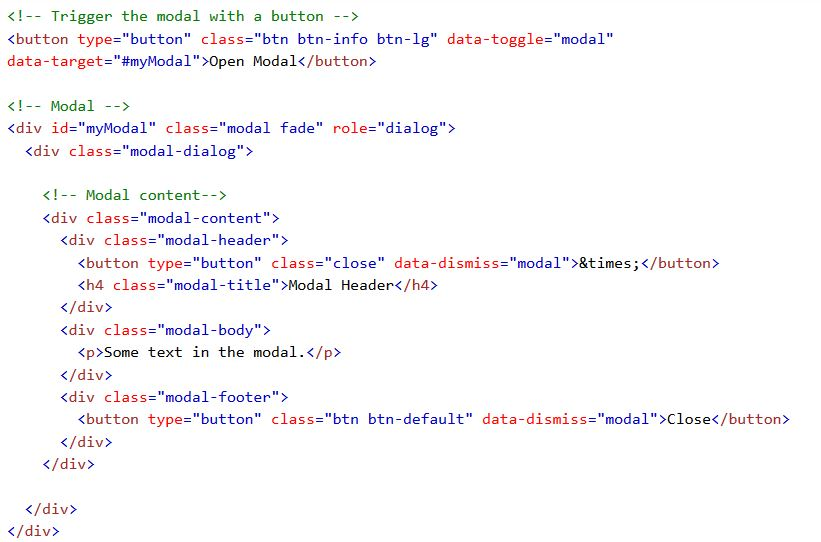 <!-- Trigger the modal with a button -->
<button type="button" class="btn btn-info btn-lg" data-toggle="modal"
data-target="#myModal">Open Modal</button>
<!-- Modal -->
<div id="myModal" class="modal fade" role="dialog">
<div class="modal-dialog">
<!-- Modal content-->
<div class="modal-content">
<div class="modal-header">
<button type="button" class="close" data-dismiss="modal">&times;</button>
<h4 class="modal-title">Modal Header</h4>
</div>
<div class="modal-body">
<p>Some text in the modal.</p>
</div>
<div class="modal-footer">
<button type="button" class="btn btn-default" data-dismiss="modal">Close</button>
</div>
</div>
</div>
</div>